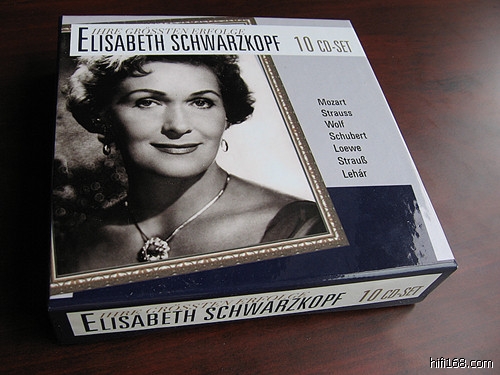 IHRE GRÖSSTEN ERFOLGE
ELISABETH SCHWARZKOPF 10 CD-SET
Mozart
Strauss
Wolf
Schubert
Loewe
Strauß
Lehár
IHRE GRÖSSTEN ERFOLGE
ELISABETH SCHWARZKOPF 10 CD-SET
hifi168.com